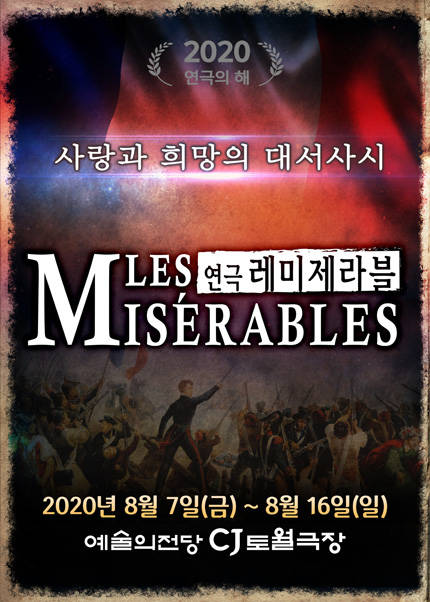 2020
연극의 해
사랑과 희망의 대서사시
LES 연극 레미제라블
MISÉRABLES
2020년 8월 7일(금) ~ 8월 16일(일)
예술의전당 CJ토월극장